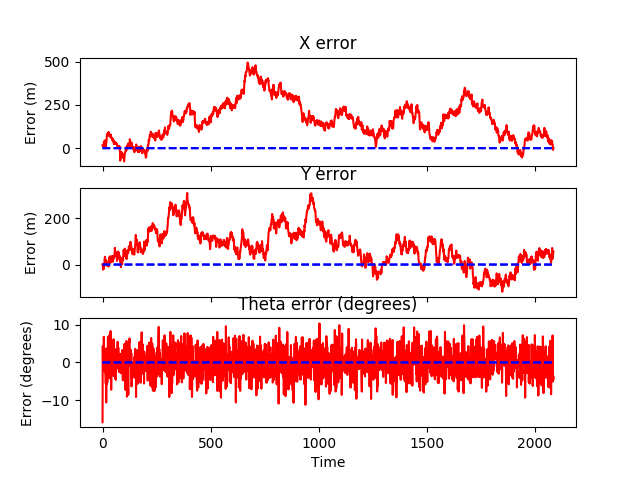 X error
500
250
0
Error (m)
Y error
200
0
Error (m)
Theta error (degrees)
10
0
−10
Error (degrees)
0 500 1000 1500 2000
Time